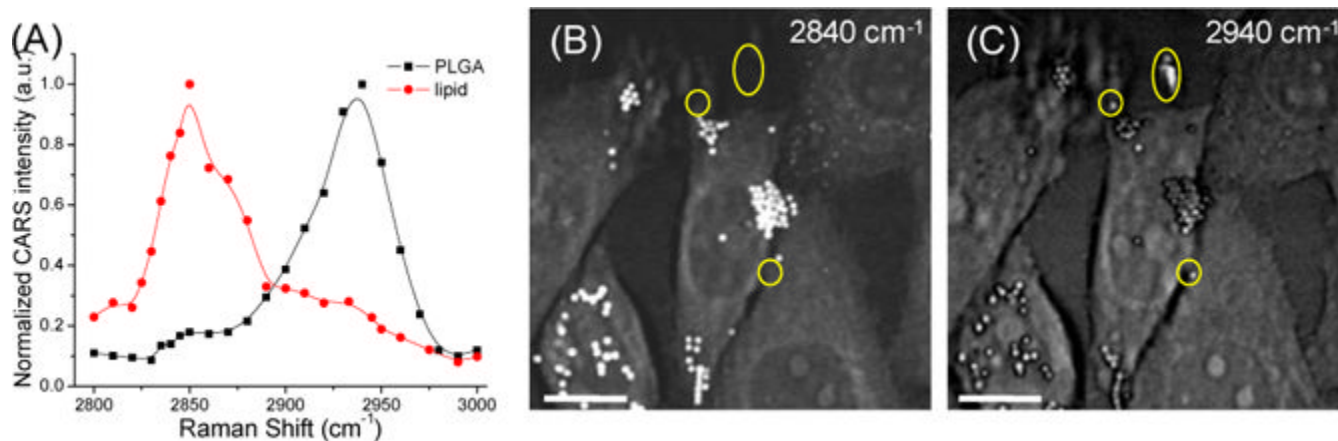 (A)
PLGA
lipid
Normalized CARS intensity (a.u.)
1.0
0.8
0.6
0.4
0.2
0.0
2800
2850
2900
2950
3000
Raman Shift (cm⁻¹)
(B)
2840 cm⁻¹
(C)
2940 cm⁻¹